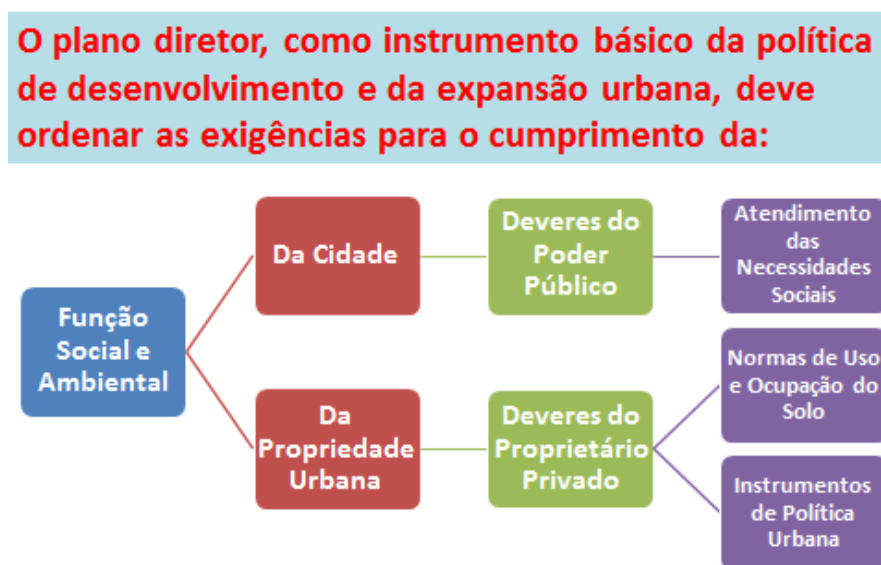 O plano diretor, como instrumento básico da política
de desenvolvimento e da expansão urbana, deve
ordenar as exigências para o cumprimento da:
Função
Social e
Ambiental
Da Cidade
Deveres do
Poder
Público
Atendimento
das
Necessidades
Sociais
Da
Propriedade
Urbana
Deveres do
Proprietário
Privado
Normas de Uso
e Ocupação do
Solo
Instrumentos
de Política
Urbana